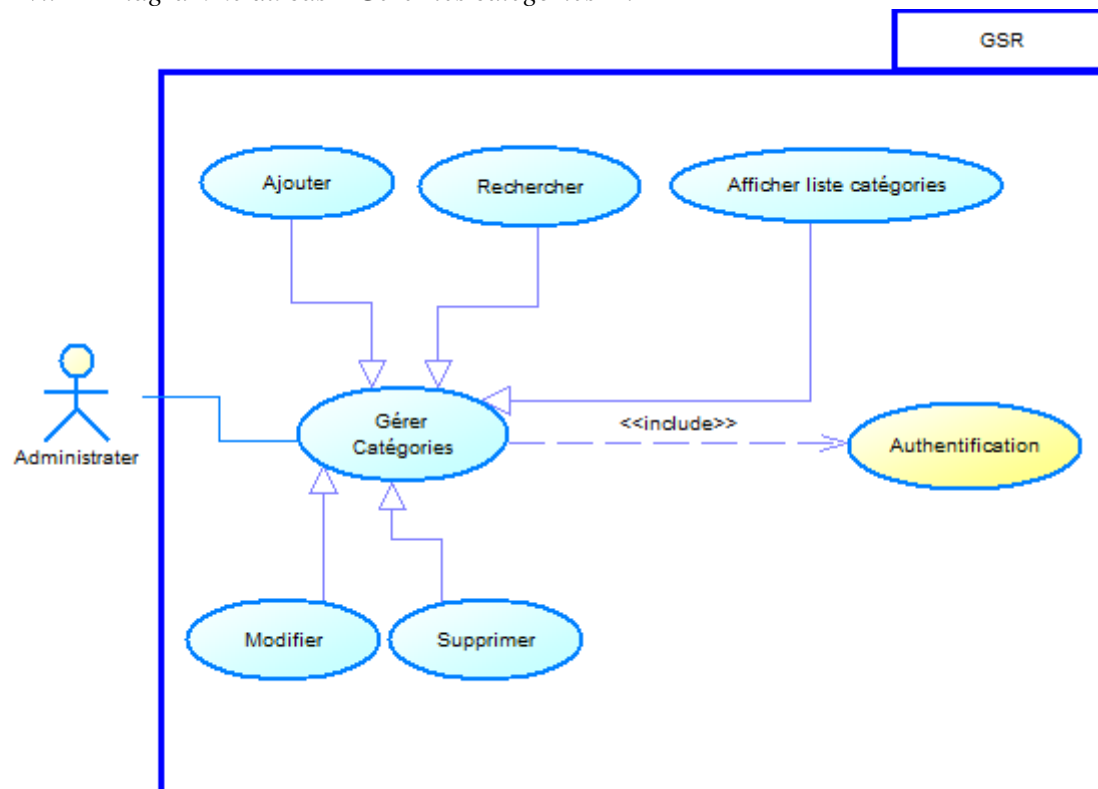 GSR
Ajouter
Rechercher
Afficher liste catégories
Administrater
Gérer
Catégories
<<include>>
Authentification
Modifier
Supprimer